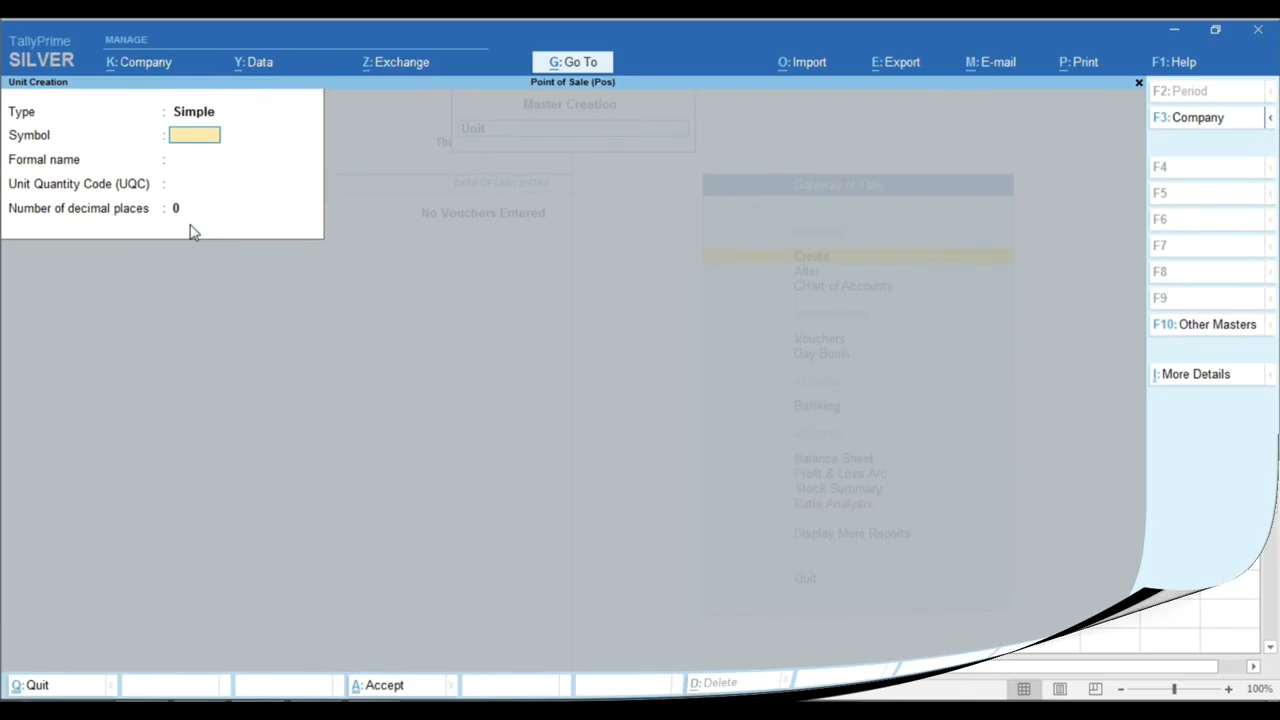 TallyPrime
SILVER
MANAGE
K: Company
Y: Data
Z: Exchange
G: Go To
O: Import
E: Export
M: E-mail
P: Print
F1: Help
Unit Creation
Point of Sale (Pos)
Type : Simple
Symbol :
Formal name :
Unit Quantity Code (UQC) :
Number of decimal places : 0
Master Creation
Unit
DATE OF LAST ENTRY
No Vouchers Entered
Gateway of Tally
Create
Alter
CHart of Accounts
Vouchers
Day Book
BaNking
Balance Sheet
Profit & Loss A/c
Stock Summary
Ratio Analysis
Display More Reports
Quit
F2: Period
F3: Company
F4
F5
F6
F7
F8
F9
F10: Other Masters
I: More Details
Q: Quit
A: Accept
D: Delete
100%